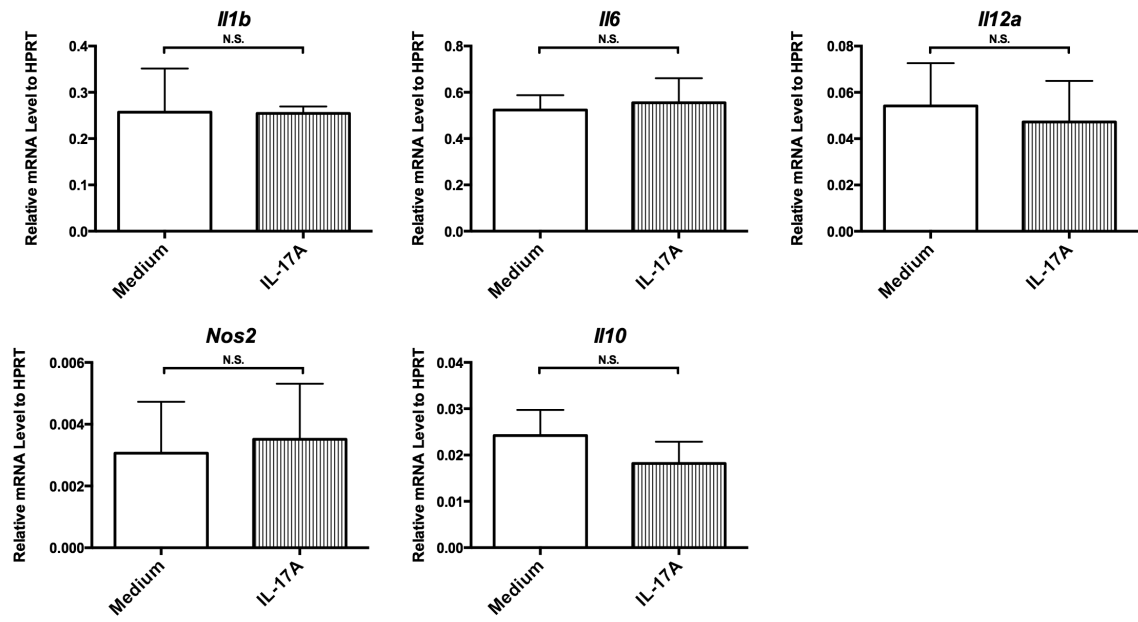 Il1b
N.S.
Relative mRNA Level to HPRT
0.4
0.3
0.2
0.1
0.0
Medium
IL-17A
Il6
N.S.
Relative mRNA Level to HPRT
0.8
0.6
0.4
0.2
0.0
Medium
IL-17A
Il12a
N.S.
Relative mRNA Level to HPRT
0.08
0.06
0.04
0.02
0.00
Medium
IL-17A
Nos2
N.S.
Relative mRNA Level to HPRT
0.006
0.004
0.002
0.000
Medium
IL-17A
Il10
N.S.
Relative mRNA Level to HPRT
0.04
0.03
0.02
0.01
0.00
Medium
IL-17A